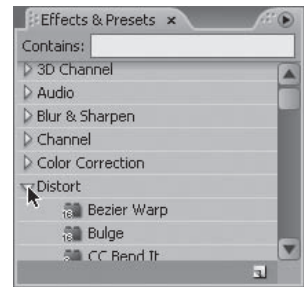 Effects & Presets
Contains:
3D Channel
Audio
Blur & Sharpen
Channel
Color Correction
Distort
Bezier Warp
Bulge
CC Bend It